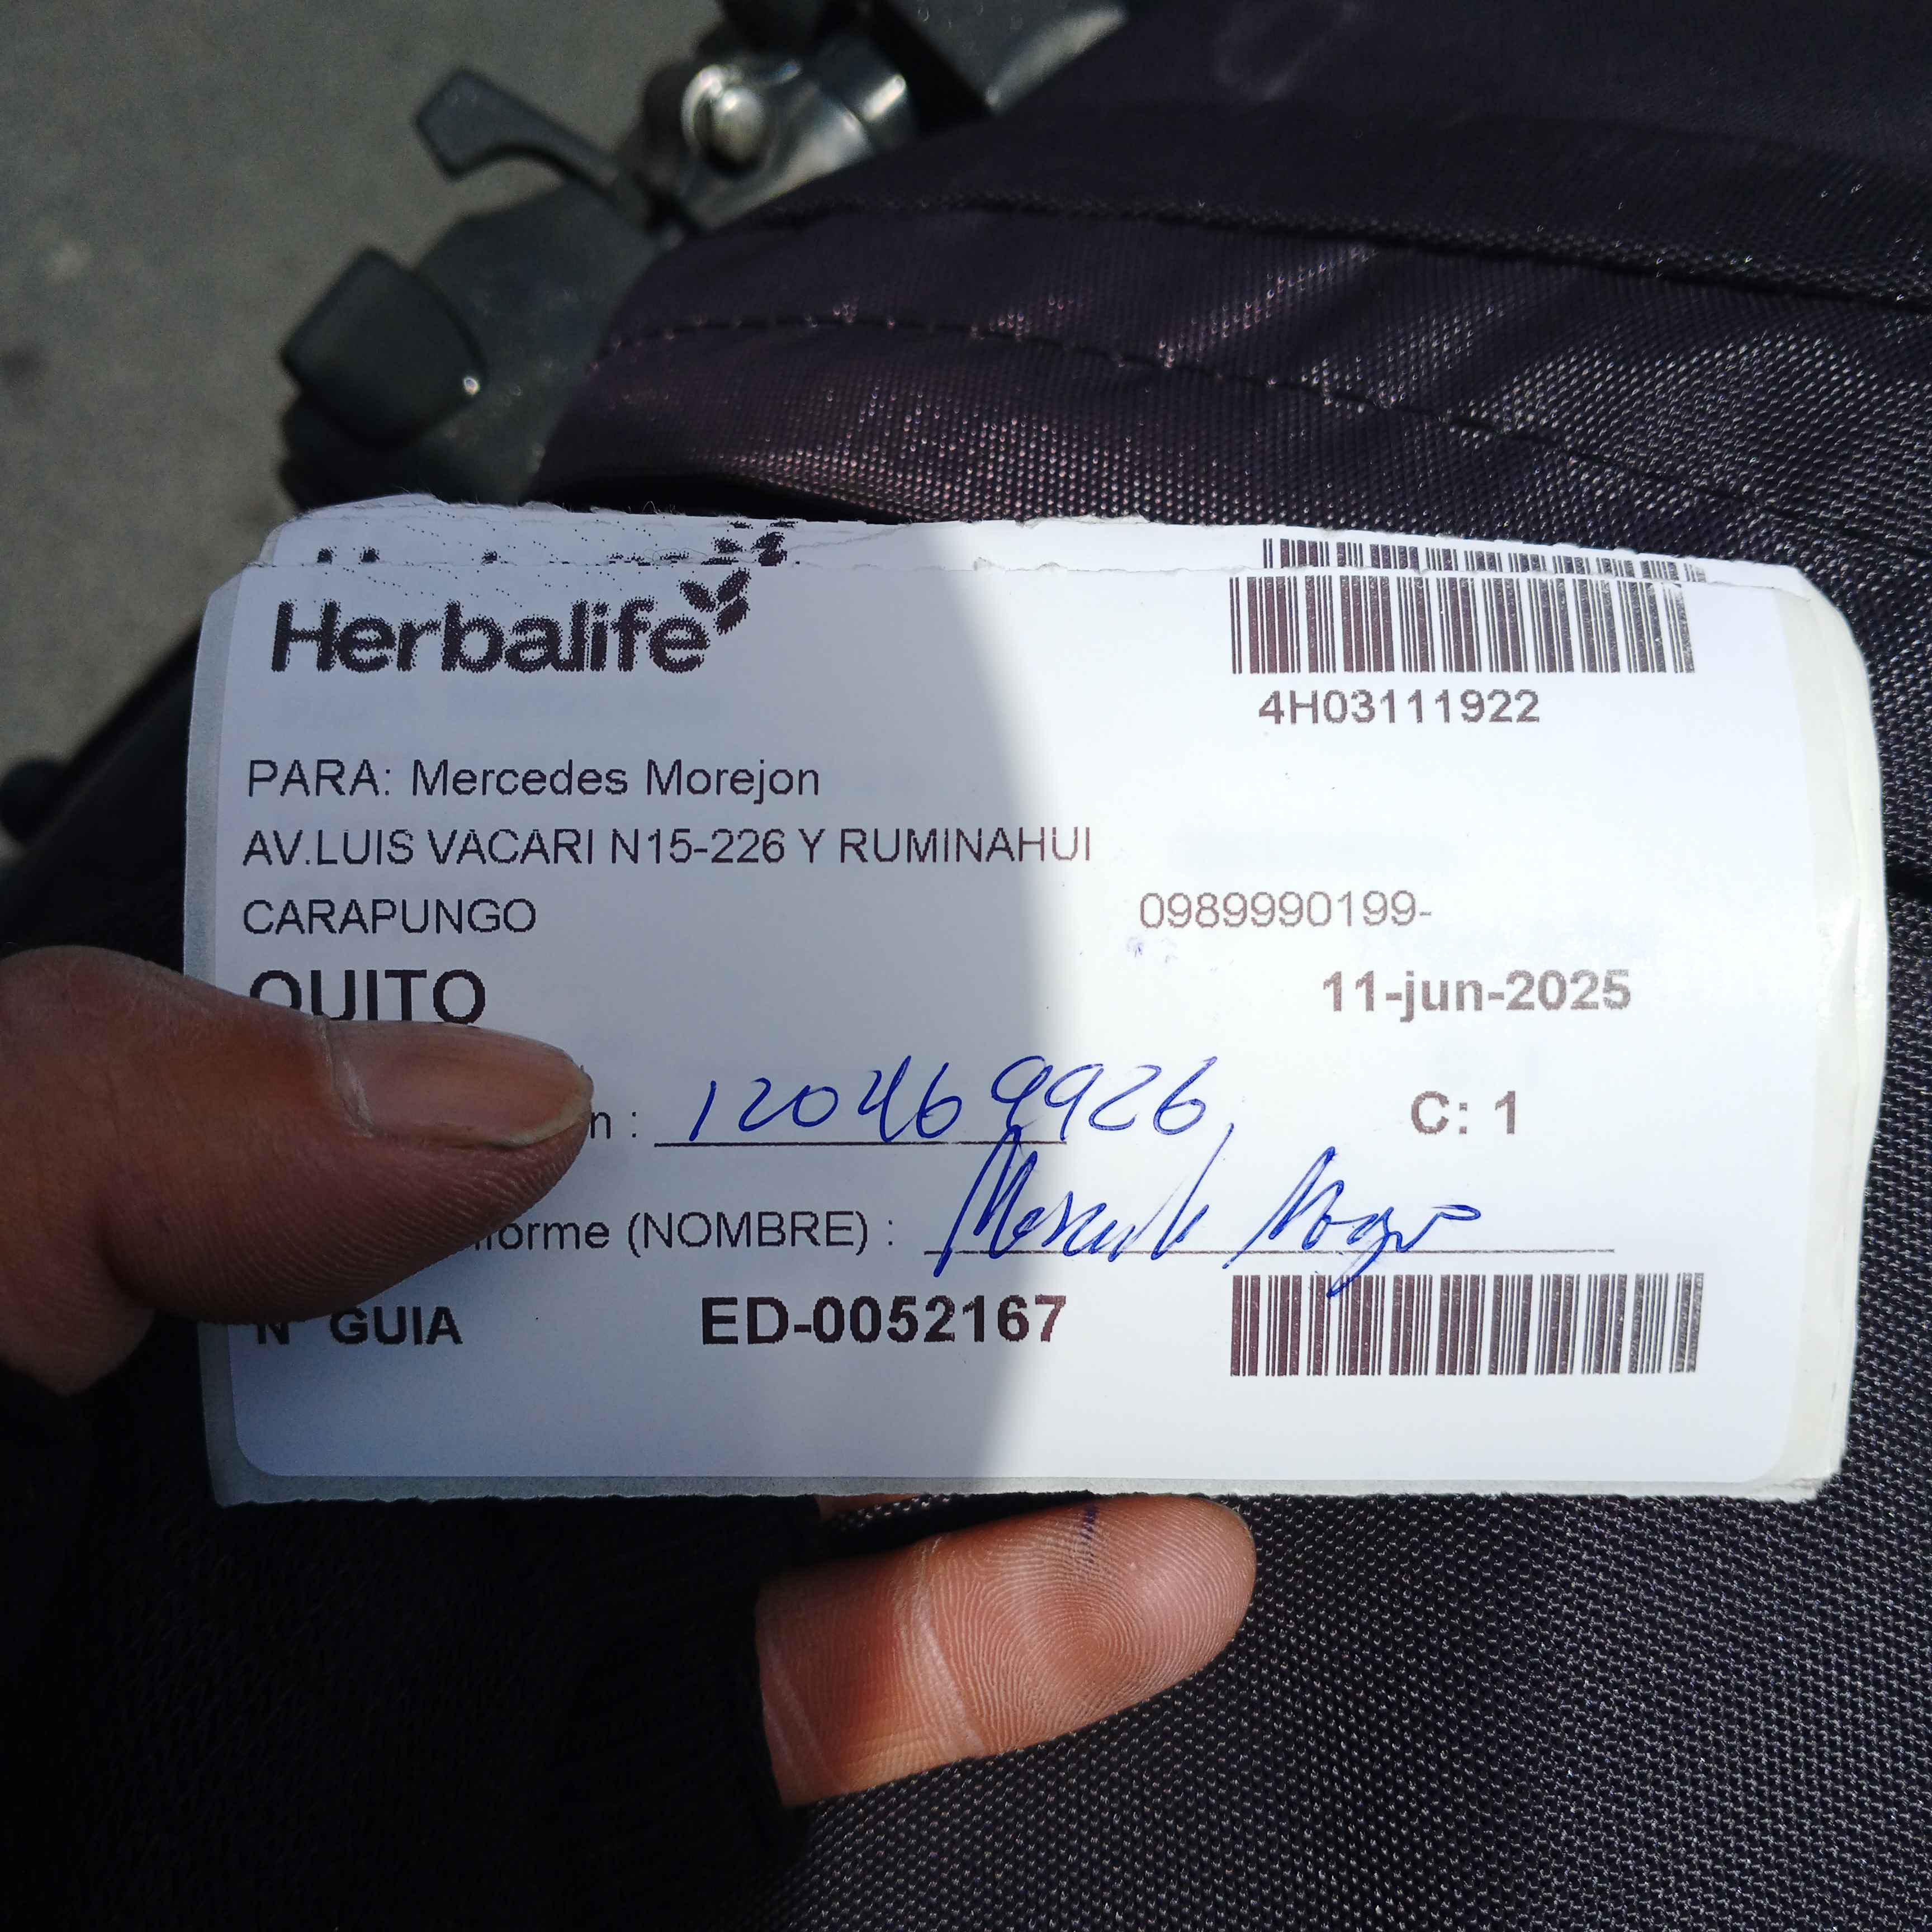 Herbalife
4H03111922
PARA: Mercedes Morejon
AV.LUIS VACARI N15-226 Y RUMINAHUI
CARAPUNGO
0989990199-
QUITO
11-jun-2025
n : 1204699926
C: 1
forme (NOMBRE) :
N° GUIA ED-0052167